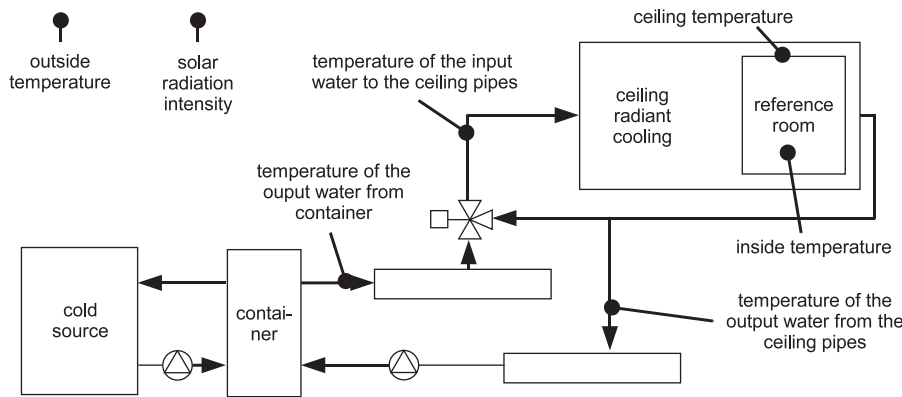 outside
temperature
solar
radiation
intensity
temperature of the input
water to the ceiling pipes
ceiling temperature
ceiling
radiant
cooling
reference
room
temperature of the
ouput water from
container
inside temperature
cold
source
contai-
ner
temperature of the
output water from the
ceiling pipes